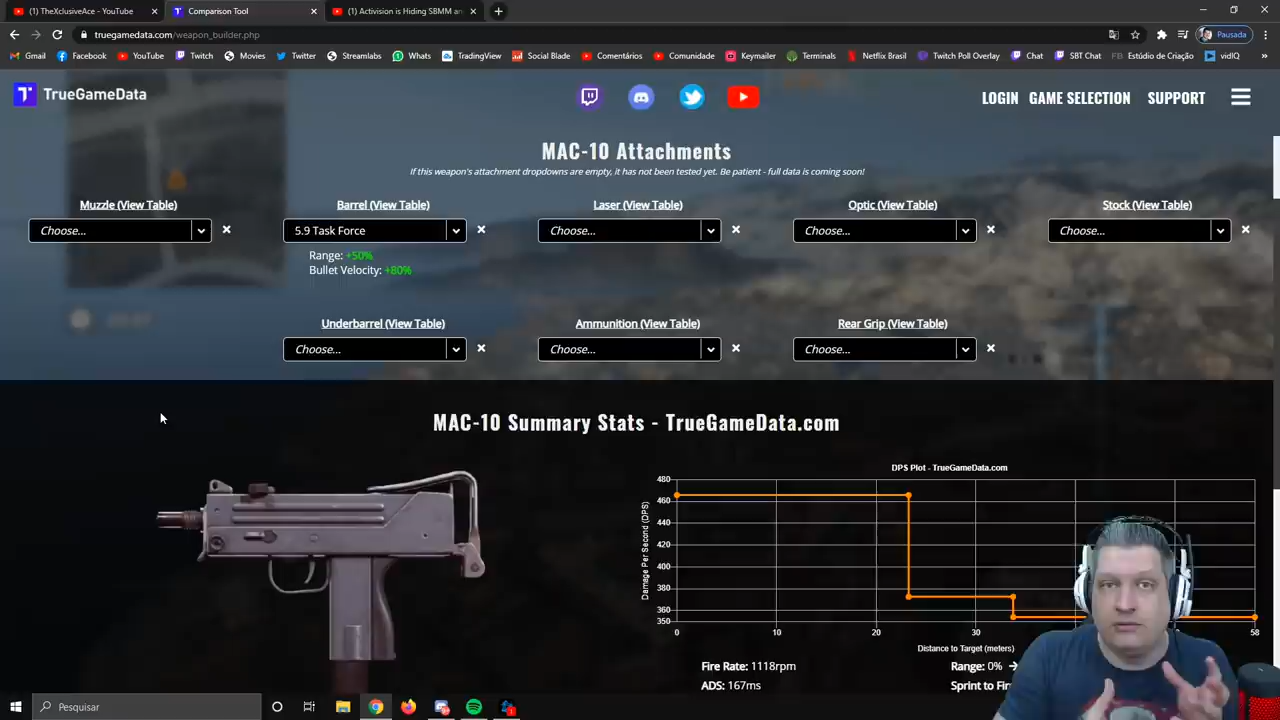 (1) TheXclusiveAce - YouTube
Comparison Tool
(1) Activision is Hiding SBMM an
truegamedata.com/weapon_builder.php
Pausada
Gmail
Facebook
YouTube
Twitch
Movies
Twitter
Streamlabs
Whats
TradingView
Social Blade
Comentários
Comunidade
Keymailer
Terminals
Netflix Brasil
Twitch Poll Overlay
Chat
SBT Chat
Estúdio de Criação
vidIQ
TrueGameData
LOGIN
GAME SELECTION
SUPPORT
MAC-10 Attachments
If this weapon's attachment dropdowns are empty, it has not been tested yet. Be patient - full data is coming soon!
Muzzle (View Table)
Barrel (View Table)
Laser (View Table)
Optic (View Table)
Stock (View Table)
Choose...
5.9 Task Force
Choose...
Choose...
Choose...
Range: +50%
Bullet Velocity: +80%
Underbarrel (View Table)
Ammunition (View Table)
Rear Grip (View Table)
Choose...
Choose...
Choose...
MAC-10 Summary Stats - TrueGameData.com
DPS Plot - TrueGameData.com
Damage Per Second (DPS)
480
460
440
420
400
380
360
350
0
10
20
30
58
Distance to Target (meters)
Fire Rate: 1118rpm
Range: 0%
ADS: 167ms
Sprint to Fir
Pesquisar